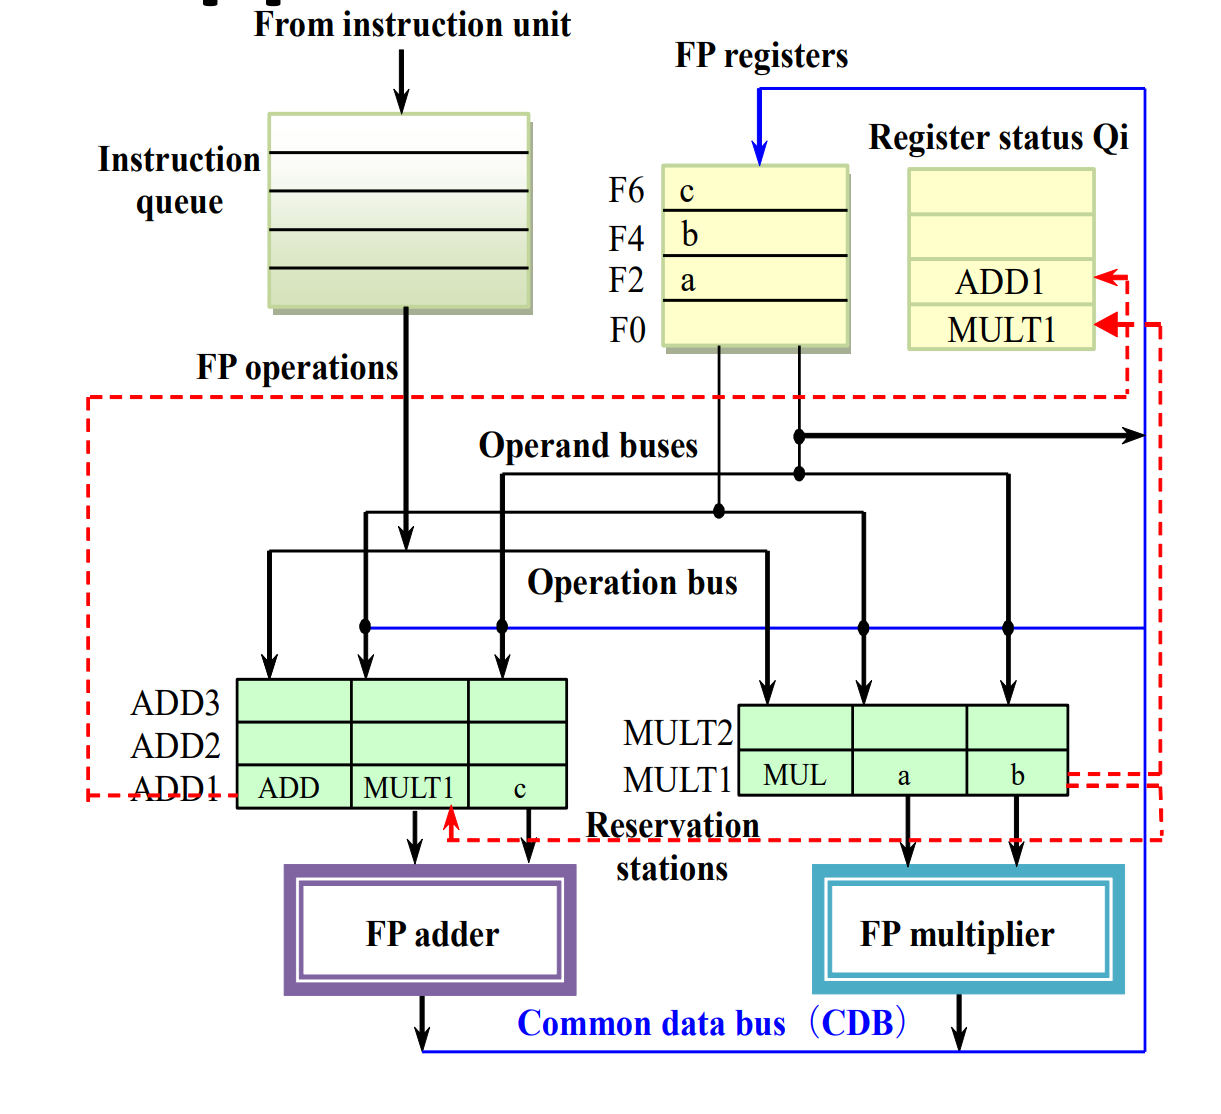 From instruction unit
FP registers
Register status Qi
Instruction
queue
F6 c
F4 b
F2 a
F0
ADD1
MULT1
FP operations
Operand buses
Operation bus
ADD3
ADD2
ADD1 ADD MULT1 c
MULT2
MULT1 MUL a b
Reservation
stations
FP adder
FP multiplier
Common data bus（CDB）